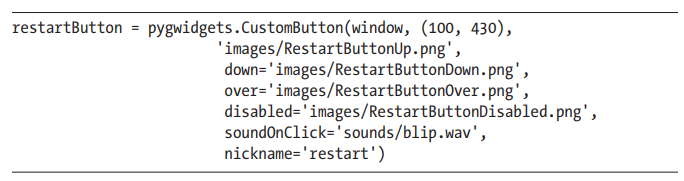 restartButton = pygwidgets.CustomButton(window, (100, 430),
'images/RestartButtonUp.png',
down='images/RestartButtonDown.png',
over='images/RestartButtonOver.png',
disabled='images/RestartButtonDisabled.png',
soundOnClick='sounds/blip.wav',
nickname='restart')